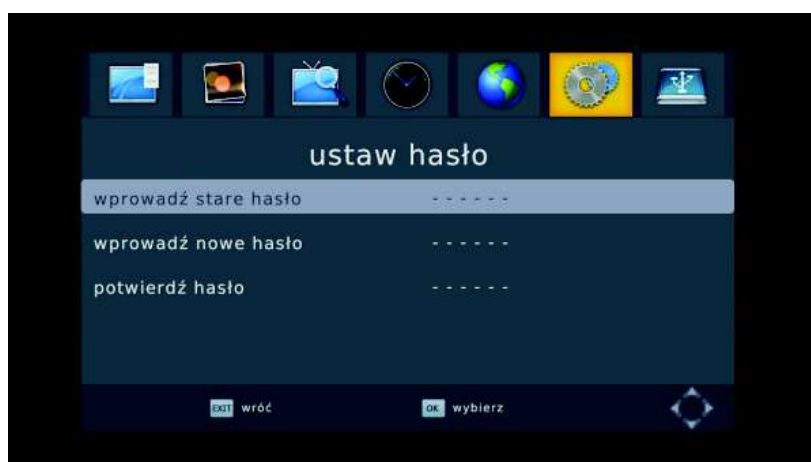 ustaw hasło
wprowadź stare hasło ------
wprowadź nowe hasło ------
potwierdź hasło ------
EXIT wróć OK wybierz